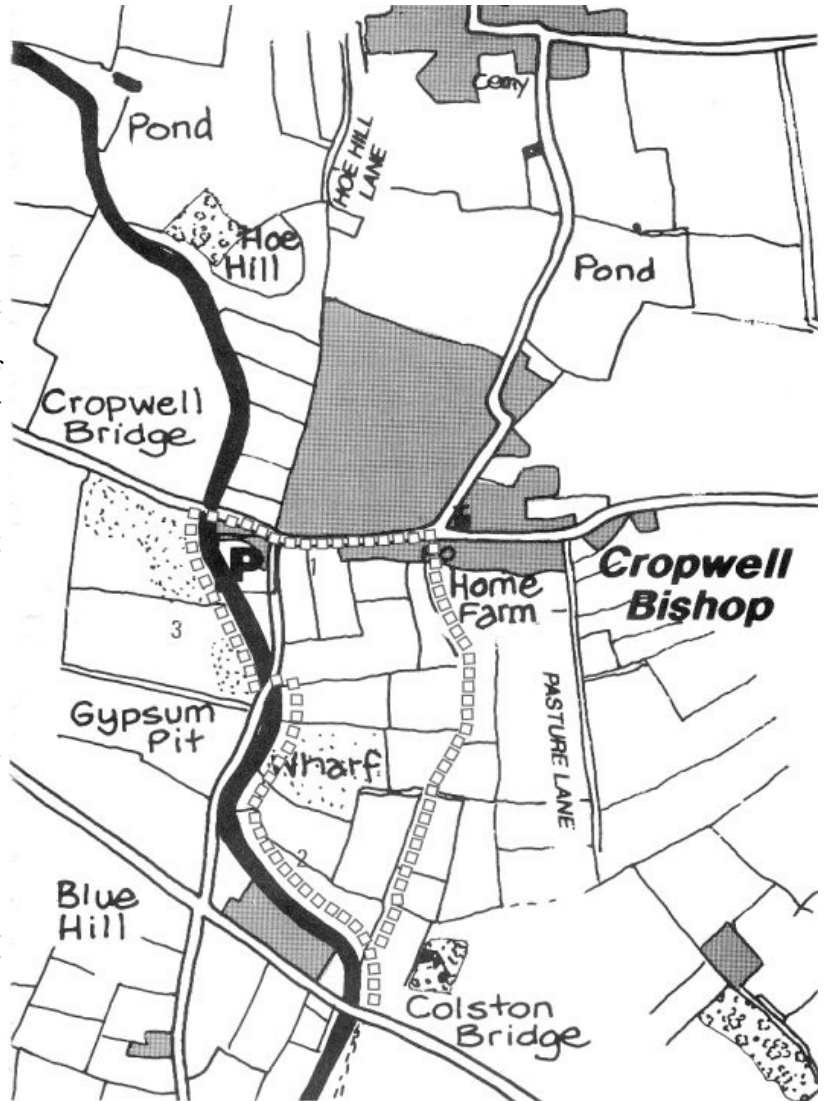 Cemy
Pond
HOE HILL
LANE
Hoe
Hill
Pond
Cropwell
Bridge
P
1
Home
Farm
Cropwell
Bishop
3
PASTURE LANE
Gypsum
Pit
Wharf
2
Blue
Hill
Colston
Bridge